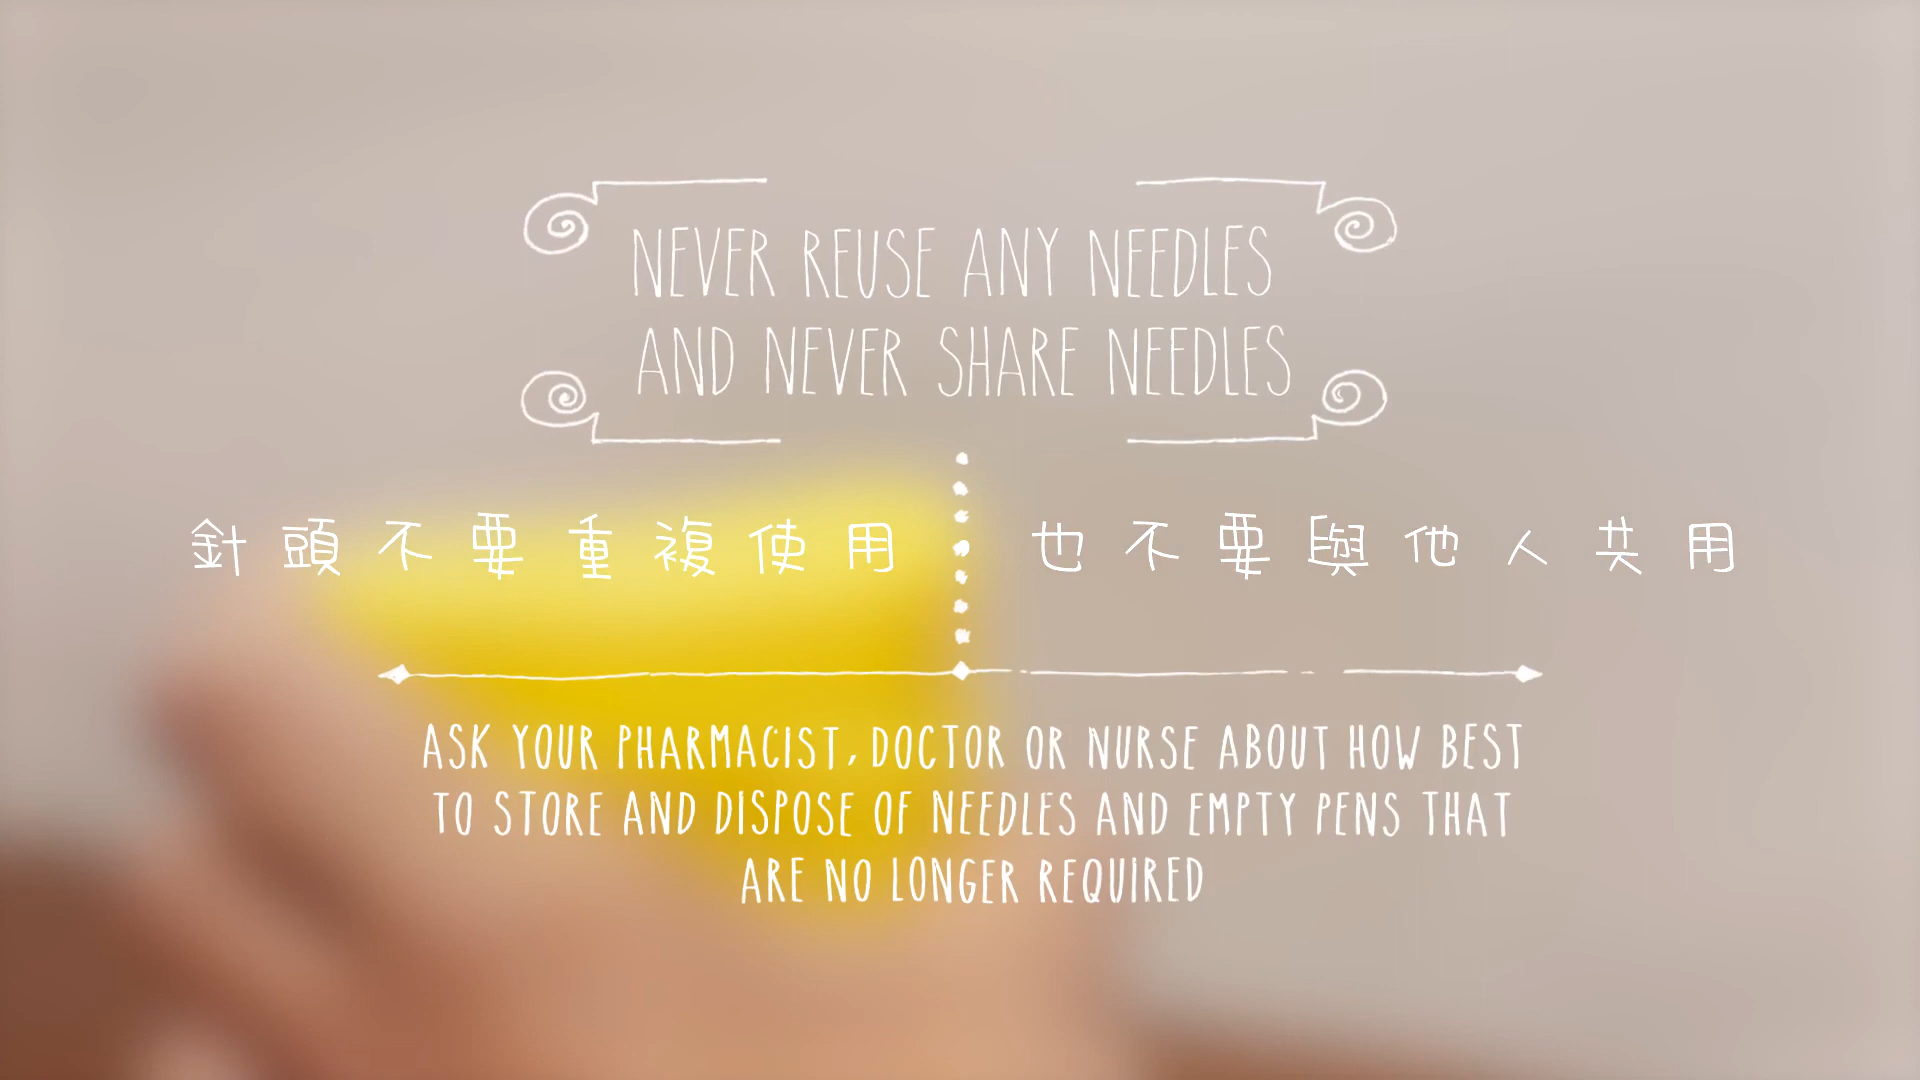 NEVER REUSE ANY NEEDLES
AND NEVER SHARE NEEDLES
針頭不要重複使用 也不要與他人共用
ASK YOUR PHARMACIST, DOCTOR OR NURSE ABOUT HOW BEST
TO STORE AND DISPOSE OF NEEDLES AND EMPTY PENS THAT
ARE NO LONGER REQUIRED